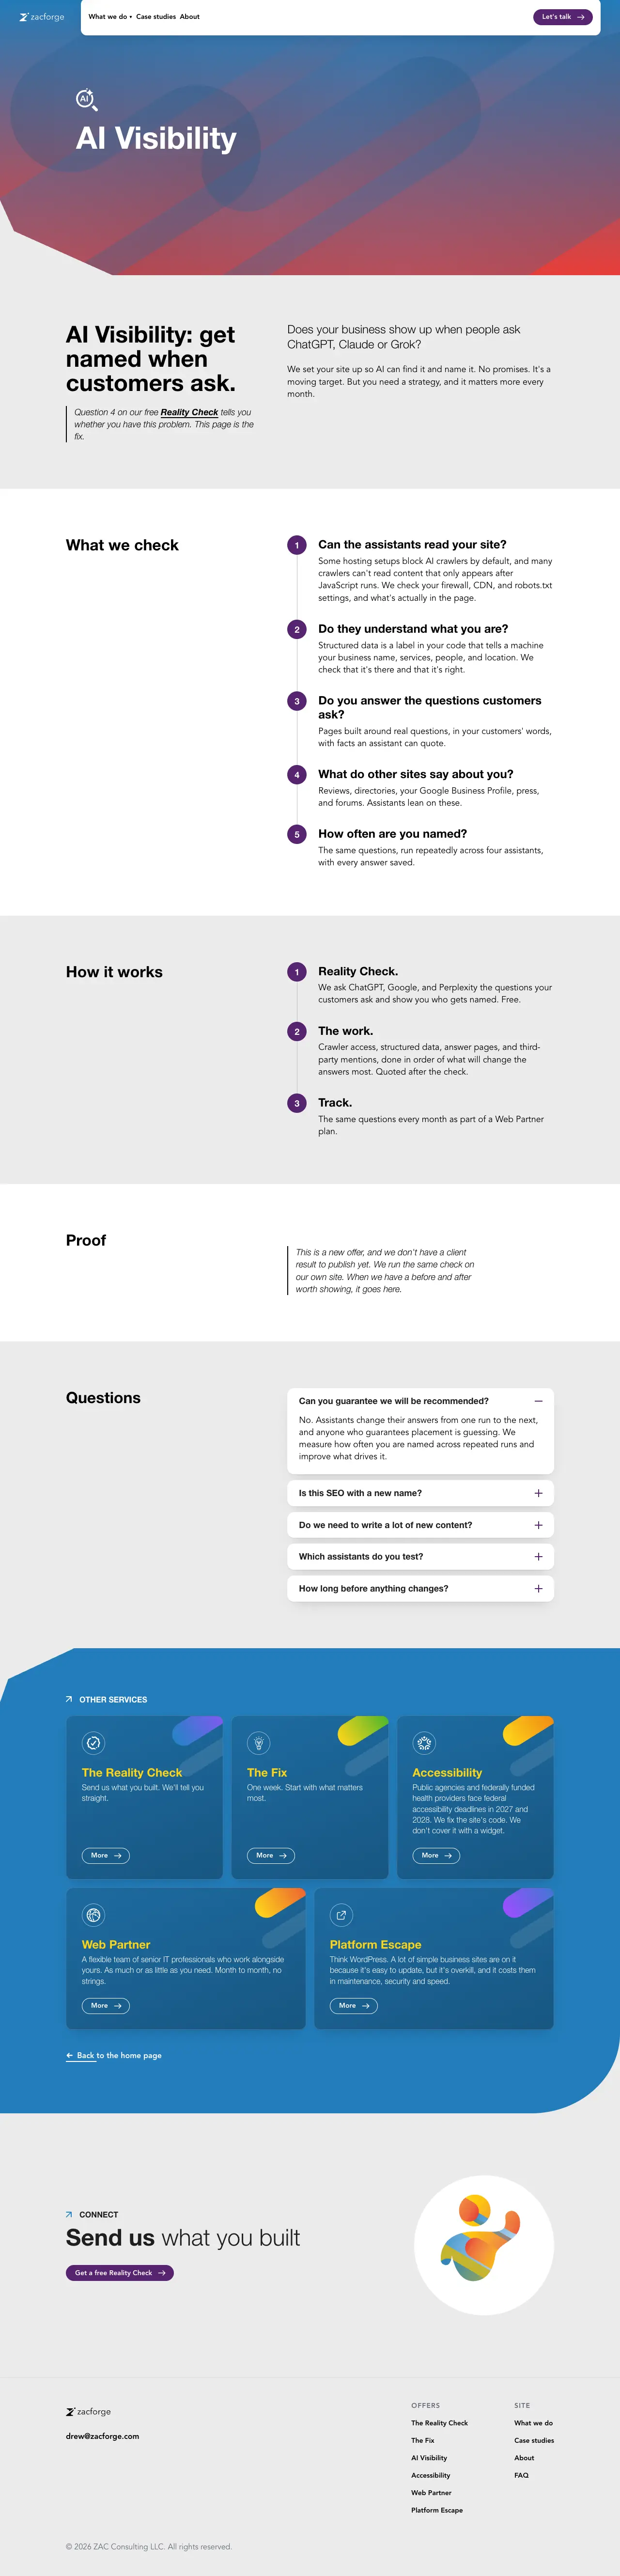 zacforge
What we do
Case studies
About
Let's talk
AI
AI Visibility
AI Visibility: get
named when
customers ask.
Question 4 on our free Reality Check tells you
whether you have this problem. This page is the
fix.
Does your business show up when people ask
ChatGPT, Claude or Grok?
We set your site up so AI can find it and name it. No promises. It's a
moving target. But you need a strategy, and it matters more every
month.
What we check
1
Can the assistants read your site?
Some hosting setups block AI crawlers by default, and many
crawlers can't read content that only appears after
JavaScript runs. We check your firewall, CDN, and robots.txt
settings, and what's actually in the page.
2
Do they understand what you are?
Structured data is a label in your code that tells a machine
your business name, services, people, and location. We
check that it's there and that it's right.
3
Do you answer the questions customers
ask?
Pages built around real questions, in your customers' words,
with facts an assistant can quote.
4
What do other sites say about you?
Reviews, directories, your Google Business Profile, press,
and forums. Assistants lean on these.
5
How often are you named?
The same questions, run repeatedly across four assistants,
with every answer saved.
How it works
1
Reality Check.
We ask ChatGPT, Google, and Perplexity the questions your
customers ask and show you who gets named. Free.
2
The work.
Crawler access, structured data, answer pages, and third-
party mentions, done in order of what will change the
answers most. Quoted after the check.
3
Track.
The same questions every month as part of a Web Partner
plan.
Proof
This is a new offer, and we don't have a client
result to publish yet. We run the same check on
our own site. When we have a before and after
worth showing, it goes here.
Questions
Can you guarantee we will be recommended?
No. Assistants change their answers from one run to the next,
and anyone who guarantees placement is guessing. We
measure how often you are named across repeated runs and
improve what drives it.
Is this SEO with a new name?
Do we need to write a lot of new content?
Which assistants do you test?
How long before anything changes?
OTHER SERVICES
The Reality Check
Send us what you built. We'll tell you
straight.
More
The Fix
One week. Start with what matters
most.
More
Accessibility
Public agencies and federally funded
health providers face federal
accessibility deadlines in 2027 and
2028. We fix the site's code. We
don't cover it with a widget.
More
Web Partner
A flexible team of senior IT professionals who work alongside
yours. As much or as little as you need. Month to month, no
strings.
More
Platform Escape
Think WordPress. A lot of simple business sites are on it
because it's easy to update, but it's overkill, and it costs them
in maintenance, security and speed.
More
Back to the home page
CONNECT
Send us what you built
Get a free Reality Check
zacforge
drew@zacforge.com
OFFERS
The Reality Check
The Fix
AI Visibility
Accessibility
Web Partner
Platform Escape
SITE
What we do
Case studies
About
FAQ
© 2026 ZAC Consulting LLC. All rights reserved.